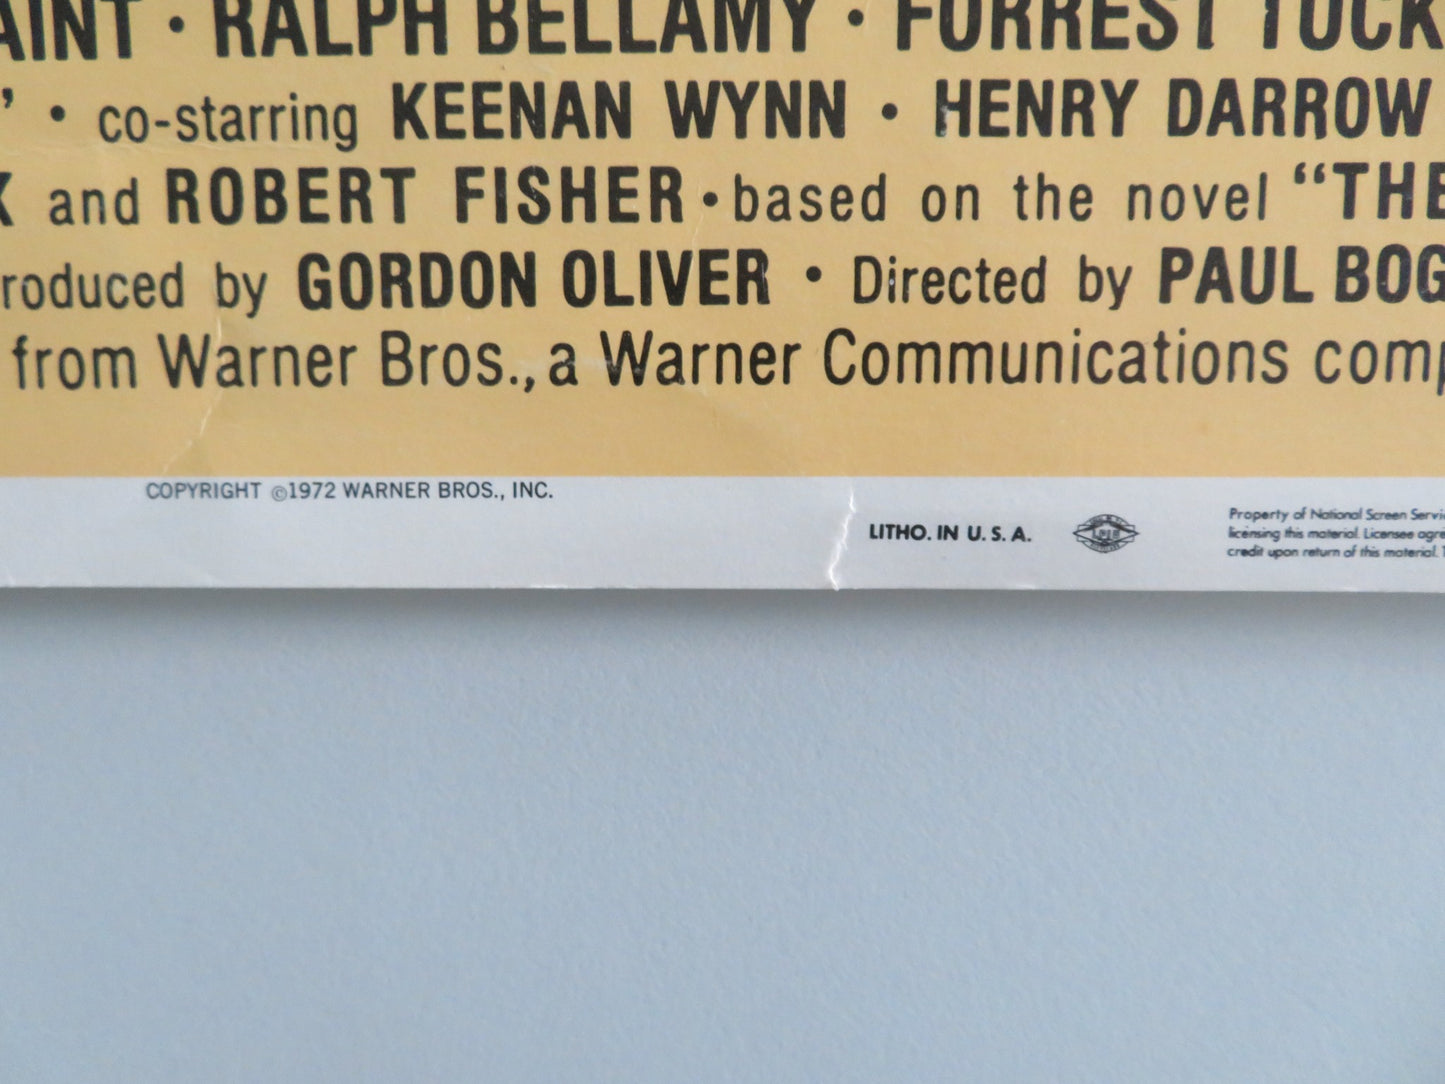 AINT · RALPH BELLAMY · FORREST TUCK
" · co-starring KEENAN WYNN · HENRY DARROW
K and ROBERT FISHER · based on the novel "THE
roduced by GORDON OLIVER · Directed by PAUL BOG
from Warner Bros., a Warner Communications comp
COPYRIGHT ©1972 WARNER BROS., INC.
LITHO. IN U. S. A.
Property of National Screen Servi
licensing this material. Licensee agre
credit upon return of this material. T